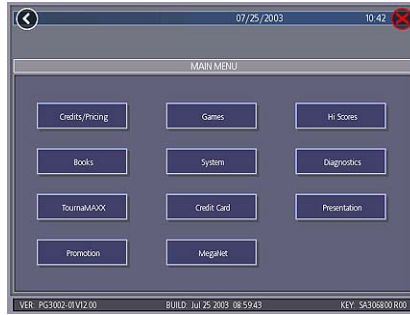 07/25/2003 10:42
MAIN MENU
Credits/Pricing Games Hi Scores
Books System Diagnostics
TournaMAXX Credit Card Presentation
Promotion MegaNet
VER: PG3002-01V12.00 BUILD: Jul 25 2003 08:59:43 KEY: SA306800 R00